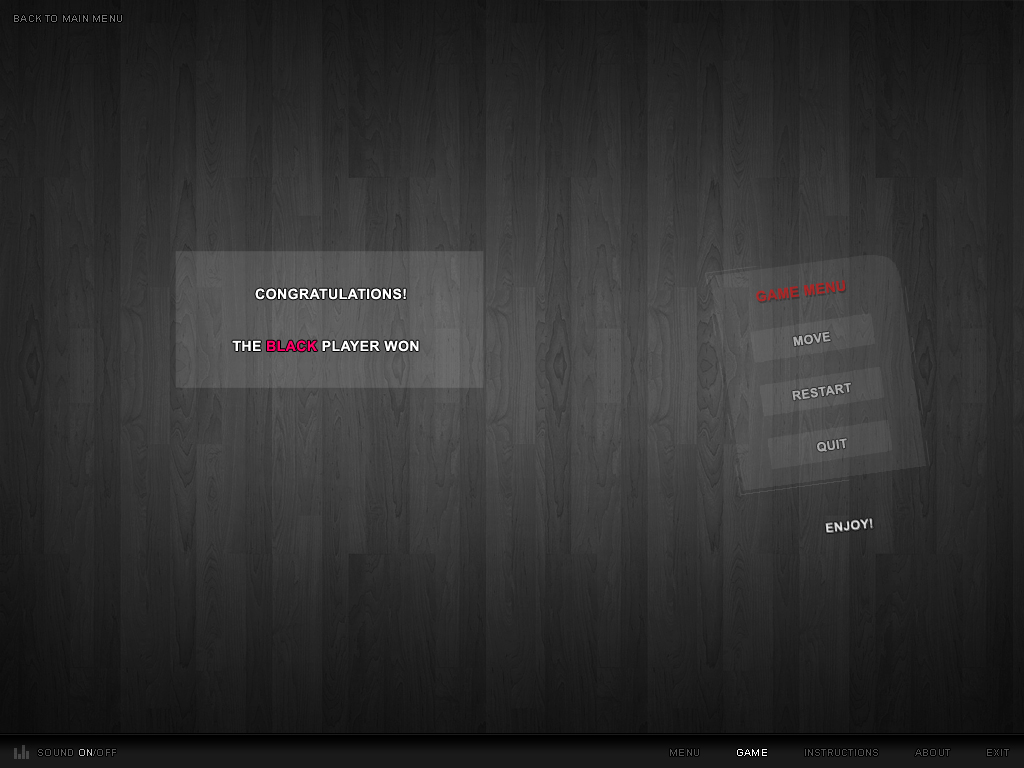 BACK TO MAIN MENU
CONGRATULATIONS!
THE BLACK PLAYER WON
GAME MENU
MOVE
RESTART
QUIT
ENJOY!
SOUND ON/OFF
MENU GAME INSTRUCTIONS ABOUT EXIT